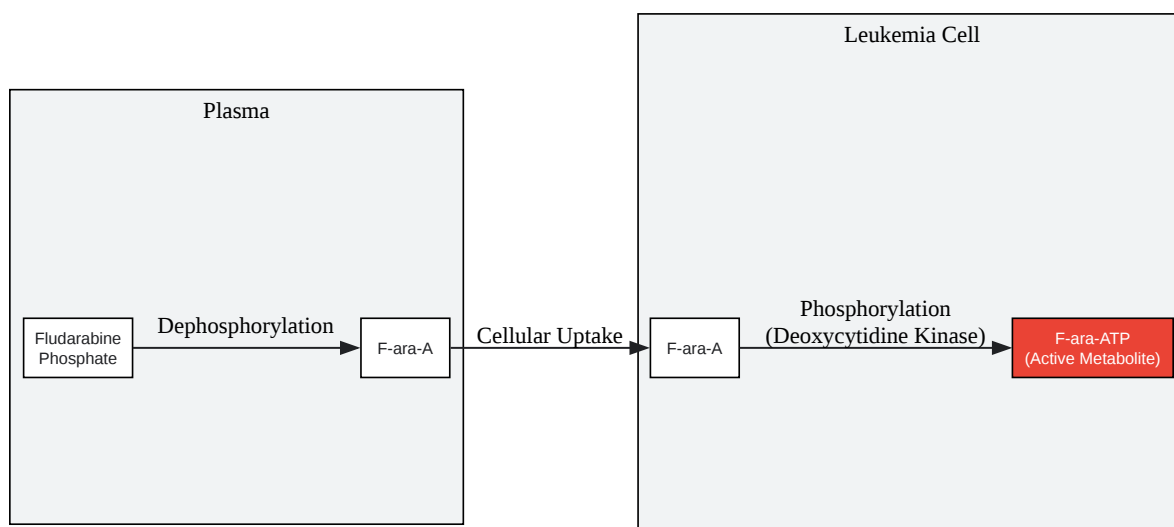 Leukemia Cell
Plasma
Fludarabine
Phosphate
Dephosphorylation
F-ara-A
Cellular Uptake
F-ara-A
Phosphorylation
(Deoxycytidine Kinase)
F-ara-ATP
(Active Metabolite)